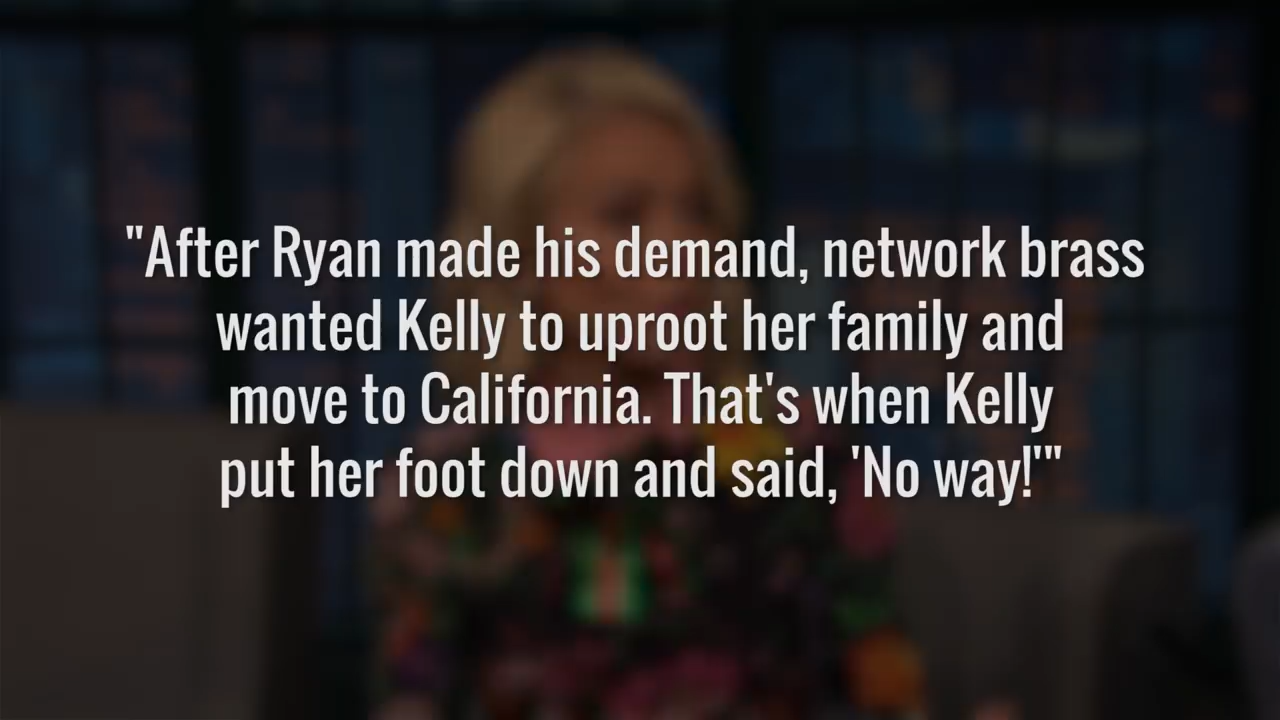 "After Ryan made his demand, network brass
wanted Kelly to uproot her family and
move to California. That's when Kelly
put her foot down and said, 'No way!'"